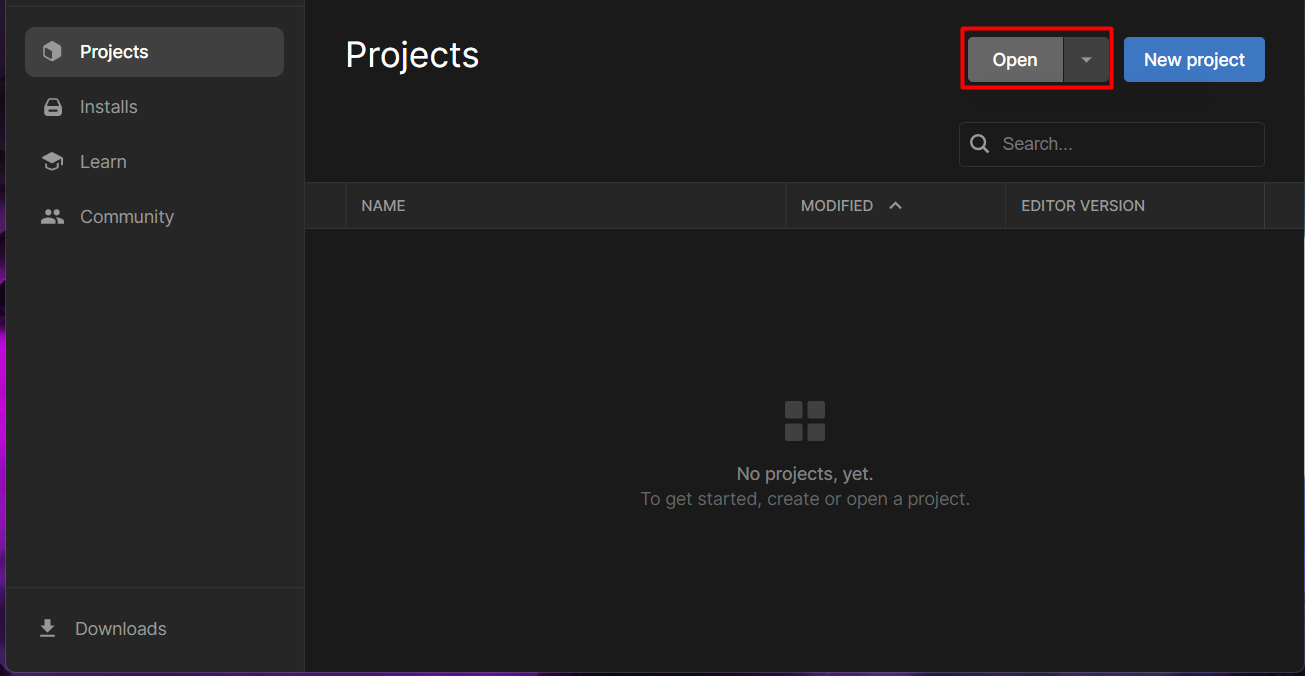 Projects
Installs
Learn
Community
Downloads
Projects
Open
New project
Search...
NAME MODIFIED EDITOR VERSION
No projects, yet.
To get started, create or open a project.